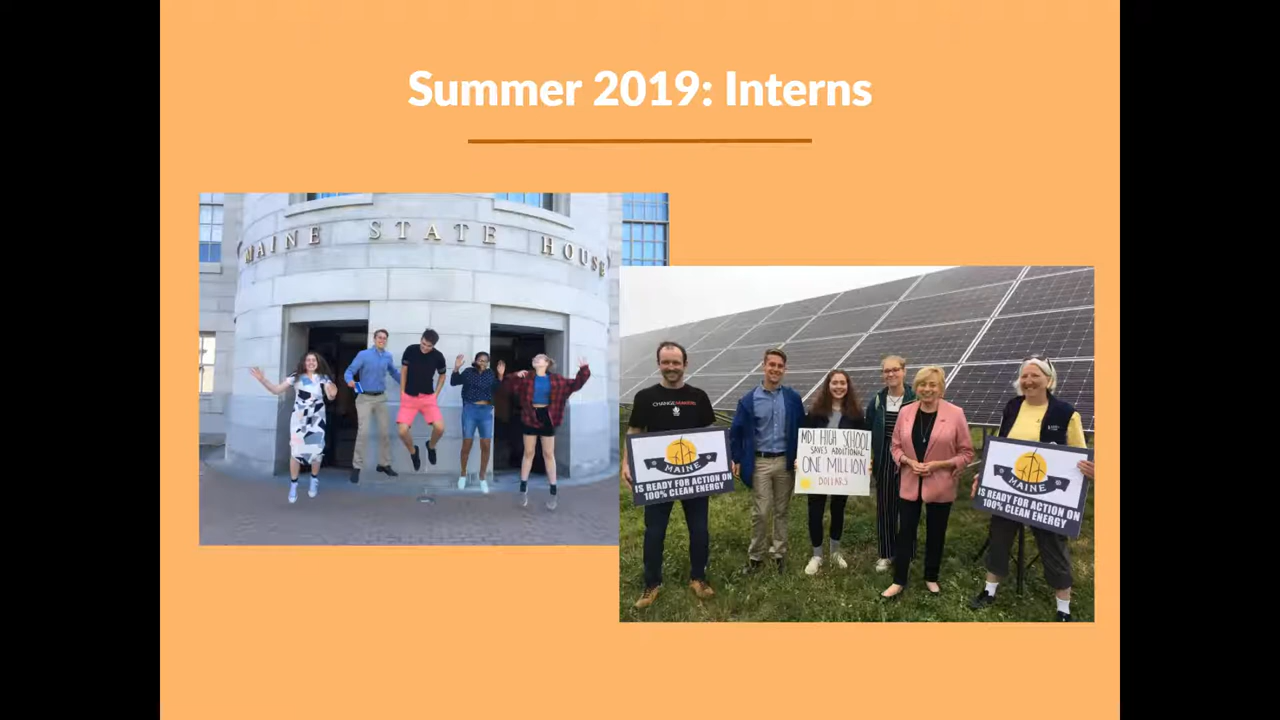 Summer 2019: Interns
MAINE STATE HOUSE
CHANGEMAKERS
MAINE
IS READY FOR ACTION ON
100% CLEAN ENERGY
MDI HIGH SCHOOL
SAVES ADDITIONAL
ONE MILLION
DOLLARS
MAINE
IS READY FOR ACTION ON
100% CLEAN ENERGY